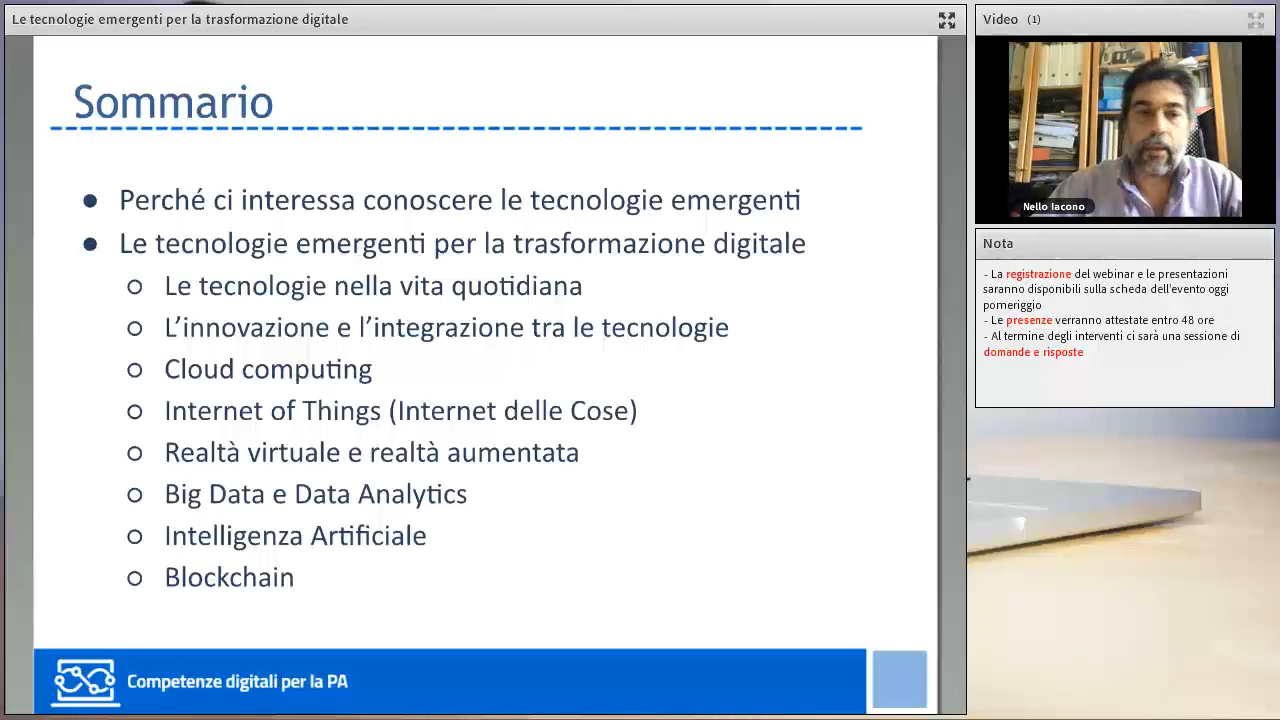 Le tecnologie emergenti per la trasformazione digitale
Sommario
● Perché ci interessa conoscere le tecnologie emergenti
● Le tecnologie emergenti per la trasformazione digitale
○ Le tecnologie nella vita quotidiana
○ L’innovazione e l’integrazione tra le tecnologie
○ Cloud computing
○ Internet of Things (Internet delle Cose)
○ Realtà virtuale e realtà aumentata
○ Big Data e Data Analytics
○ Intelligenza Artificiale
○ Blockchain
Competenze digitali per la PA
Video (1)
Nello Iacono
Nota
- La registrazione del webinar e le presentazioni
saranno disponibili sulla scheda dell'evento oggi
pomeriggio
- Le presenze verranno attestate entro 48 ore
- Al termine degli interventi ci sarà una sessione di
domande e risposte